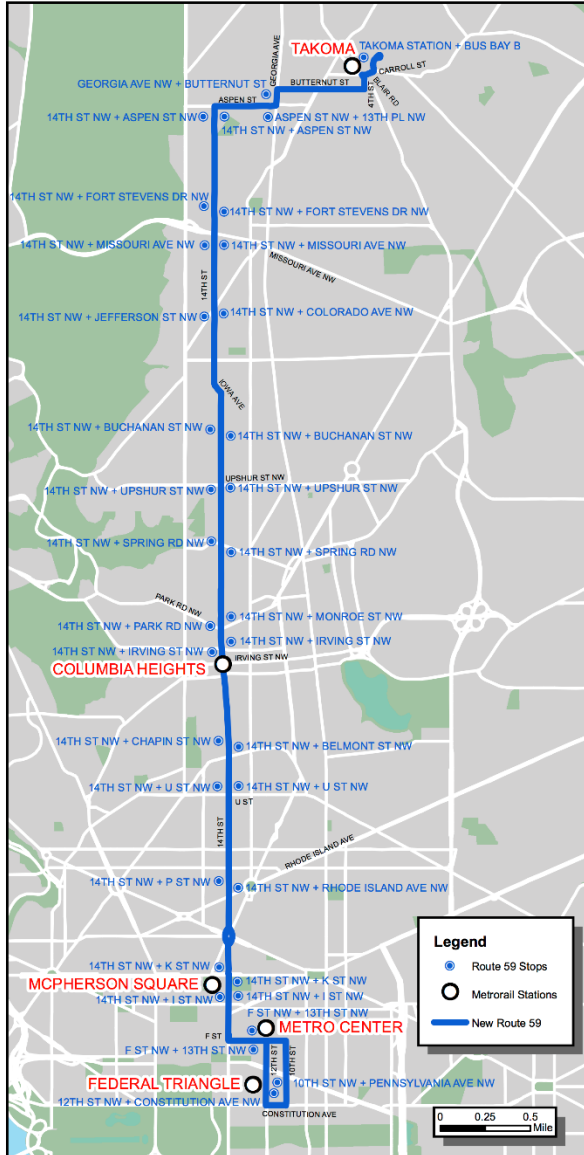 TAKOMA
TAKOMA STATION + BUS BAY B
CARROLL ST
GEORGIA AVE
BUTTERNUT ST
4TH ST
BLAIR RD
GEORGIA AVE NW + BUTTERNUT ST
ASPEN ST
14TH ST NW + ASPEN ST NW
ASPEN ST NW + 13TH PL NW
14TH ST NW + ASPEN ST NW
14TH ST NW + FORT STEVENS DR NW
14TH ST NW + FORT STEVENS DR NW
14TH ST NW + MISSOURI AVE NW
14TH ST NW + MISSOURI AVE NW
MISSOURI AVE NW
14TH ST
14TH ST NW + JEFFERSON ST NW
14TH ST NW + COLORADO AVE NW
IOWA AVE
14TH ST NW + BUCHANAN ST NW
14TH ST NW + BUCHANAN ST NW
UPSHUR ST NW
14TH ST NW + UPSHUR ST NW
14TH ST NW + UPSHUR ST NW
14TH ST NW + SPRING RD NW
14TH ST NW + SPRING RD NW
PARK RD NW
14TH ST NW + MONROE ST NW
14TH ST NW + PARK RD NW
14TH ST NW + IRVING ST NW
14TH ST NW + IRVING ST NW
IRVING ST NW
COLUMBIA HEIGHTS
14TH ST NW + CHAPIN ST NW
14TH ST NW + BELMONT ST NW
14TH ST NW + U ST NW
14TH ST NW + U ST NW
U ST
14TH ST
RHODE ISLAND AVE
14TH ST NW + P ST NW
14TH ST NW + RHODE ISLAND AVE NW
14TH ST NW + K ST NW
14TH ST NW + K ST NW
MCPHERSON SQUARE
14TH ST NW + I ST NW
14TH ST NW + I ST NW
F ST NW + 13TH ST NW
METRO CENTER
F ST
F ST NW + 13TH ST NW
12TH ST
10TH ST
FEDERAL TRIANGLE
10TH ST NW + PENNSYLVANIA AVE NW
12TH ST NW + CONSTITUTION AVE NW
CONSTITUTION AVE
Legend
Route 59 Stops
Metrorail Stations
New Route 59
0 0.25 0.5
Mile